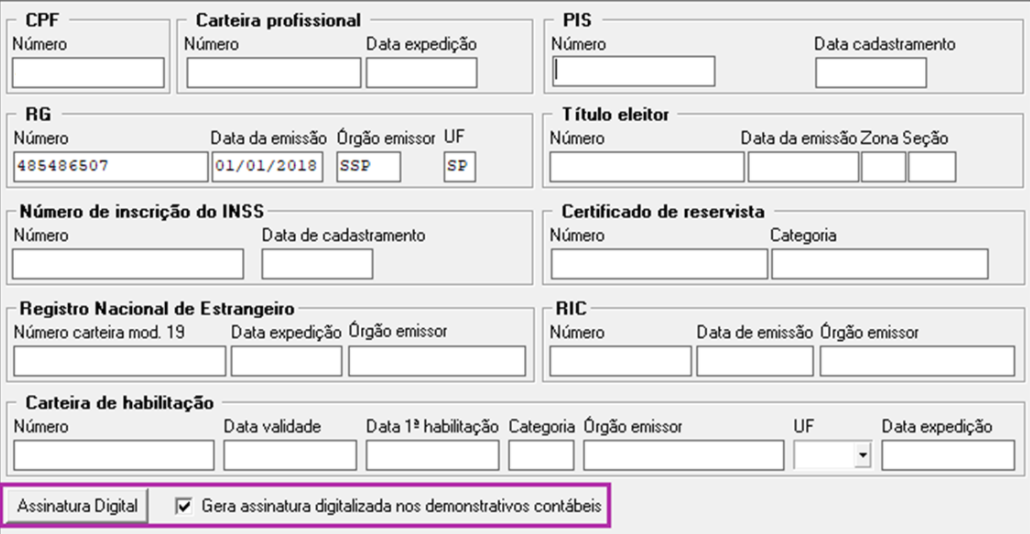 CPF Carteira profissional PIS
Número Número Data expedição Número Data cadastramento
RG Título eleitor
Número Data da emissão Órgão emissor UF Número Data da emissão Zona Seção
485486507 01/01/2018 SSP SP
Número de inscrição do INSS Certificado de reservista
Número Data de cadastramento Número Categoria
Registro Nacional de Estrangeiro RIC
Número carteira mod. 19 Data expedição Órgão emissor Número Data de emissão Órgão emissor
Carteira de habilitação
Número Data validade Data 1ª habilitação Categoria Órgão emissor UF Data expedição
Assinatura Digital Gera assinatura digitalizada nos demonstrativos contábeis